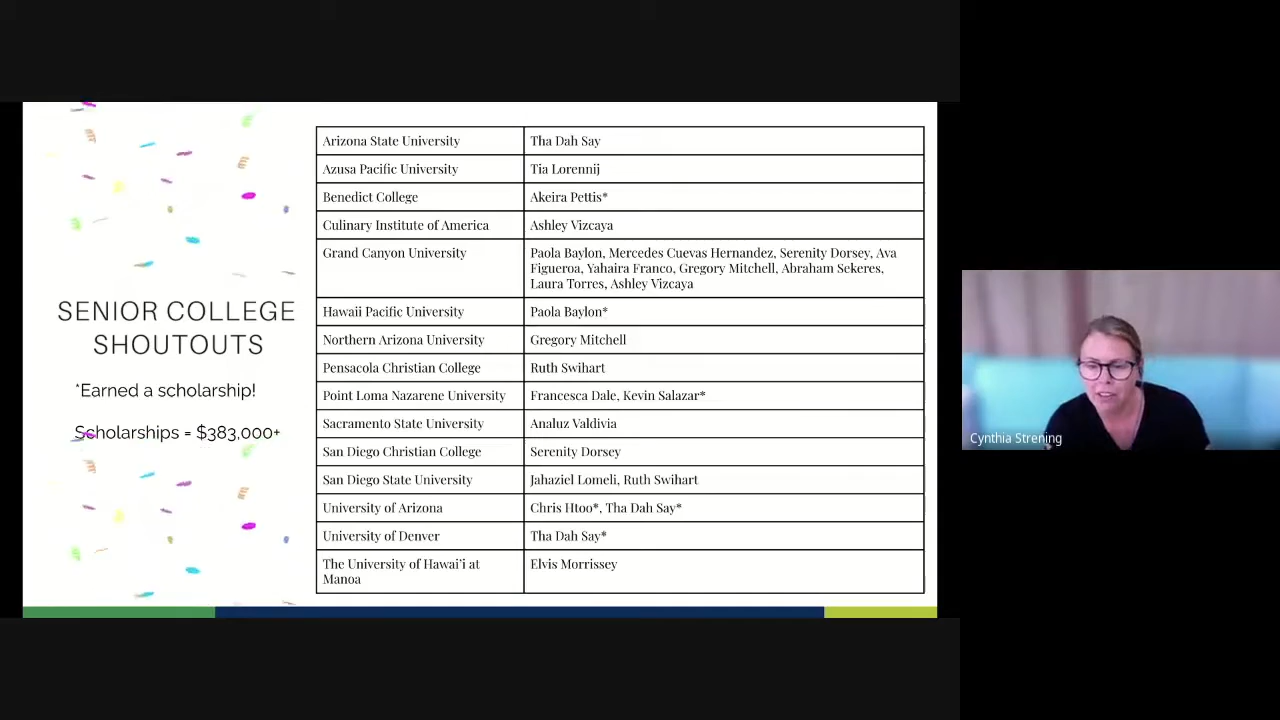 SENIOR COLLEGE
SHOUTOUTS
*Earned a scholarship!
Scholarships = $383,000+
Arizona State University Tha Dah Say
Azusa Pacific University Tia Lorennij
Benedict College Akeira Pettis*
Culinary Institute of America Ashley Vizcaya
Grand Canyon University Paola Baylon, Mercedes Cuevas Hernandez, Serenity Dorsey, Ava
Figueroa, Yahaira Franco, Gregory Mitchell, Abraham Sekeres,
Laura Torres, Ashley Vizcaya
Hawaii Pacific University Paola Baylon*
Northern Arizona University Gregory Mitchell
Pensacola Christian College Ruth Swihart
Point Loma Nazarene University Francesca Dale, Kevin Salazar*
Sacramento State University Analuz Valdivia
San Diego Christian College Serenity Dorsey
San Diego State University Jahaziel Lomeli, Ruth Swihart
University of Arizona Chris Htoo*, Tha Dah Say*
University of Denver Tha Dah Say*
The University of Hawai'i at Elvis Morrissey
Manoa
Cynthia Strening